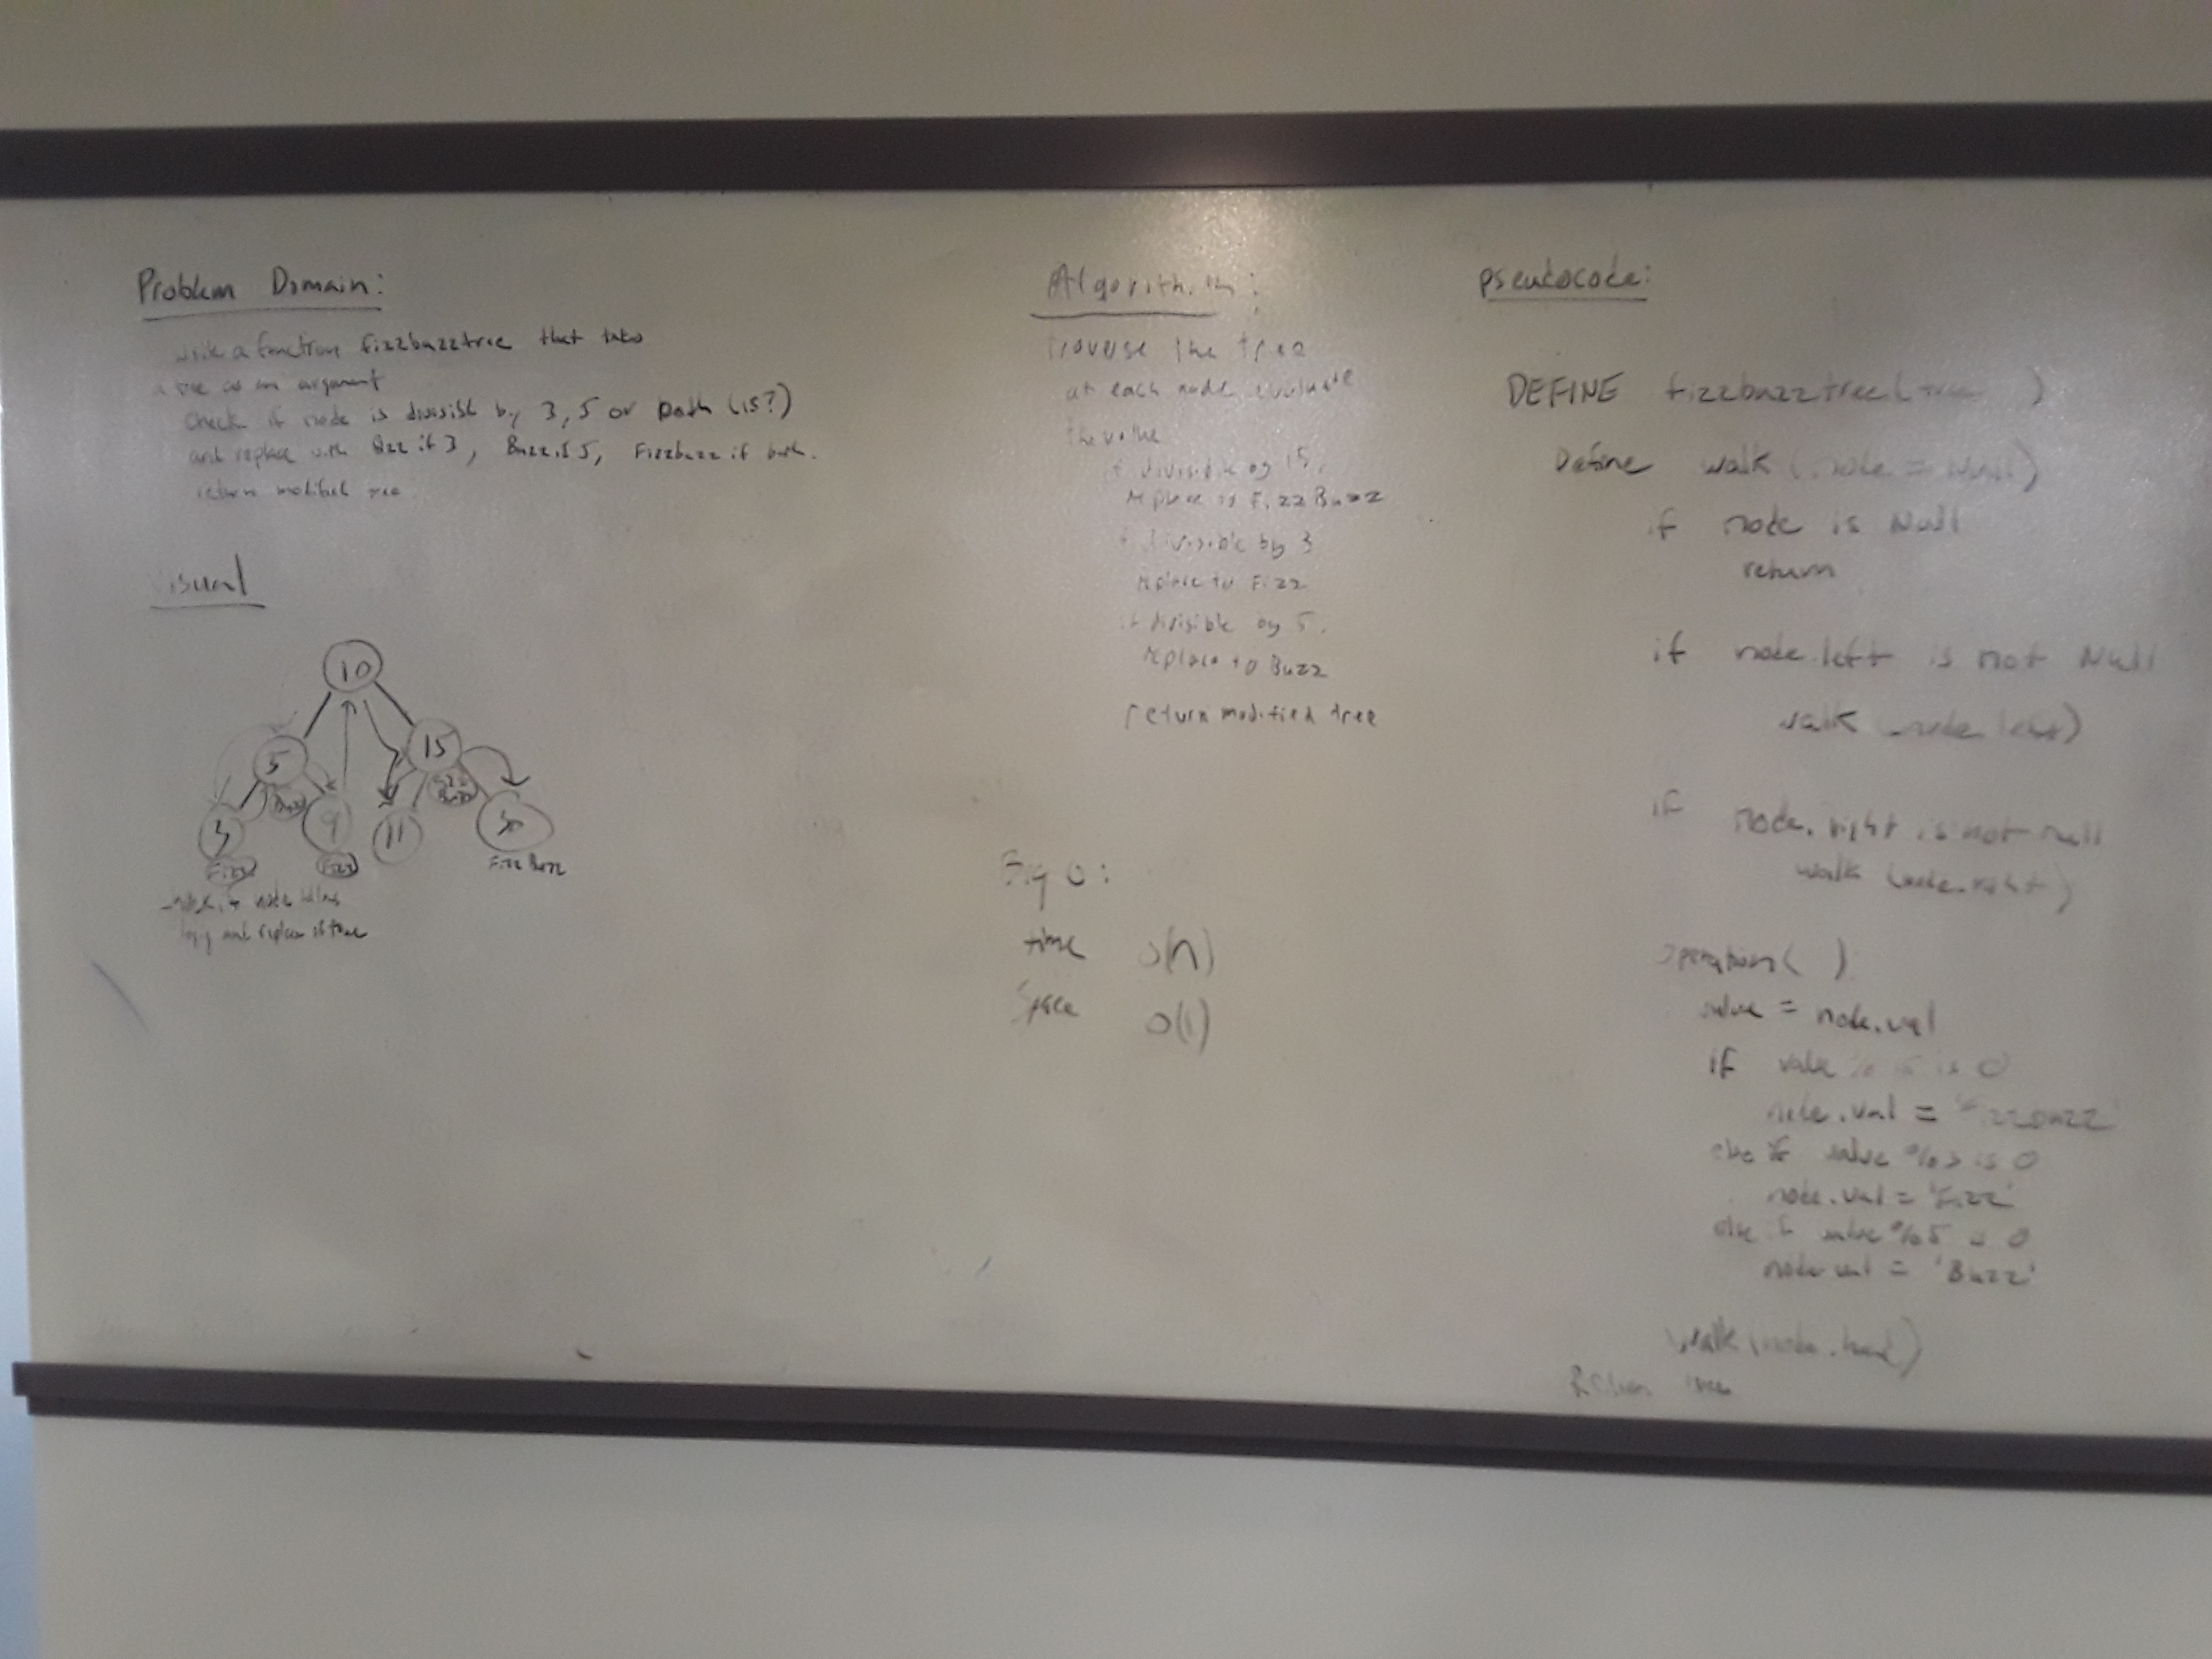 Problem Domain:
write a function fizzbuzztree that takes
a tree as an argument
check if node is divisibl by 3, 5 or both (15?)
and replace with fizz if 3, Buzz if 5, Fizzbuzz if both.
return modified tree
Visual
10
5
15
Buzz
Fizz
Buzz
3
9
11
30
Fizz
Fizz
Fizz Buzz
node
and replace if true
Algorithm:
Traverse the tree
at each node evaluate
the value
if divisible by 15,
replace to FizzBuzz
if divisible by 3
replace to Fizz
if divisible by 5,
replace to Buzz
return modified tree
Big O:
time O(n)
Space O(1)
pseudocode:
DEFINE fizzbuzztree(tree )
Define walk (node = Null)
if node is Null
return
if node.left is not Null
walk (node.left)
if node.right is not null
walk (node.right)
operation( )
value = node.val
if value % 15 is 0
node.val = 'Fizzbuzz'
else if value % 3 is 0
node.val = 'Fizz'
else if value % 5 is 0
node.val = 'Buzz'
walk (node.head)
Return tree